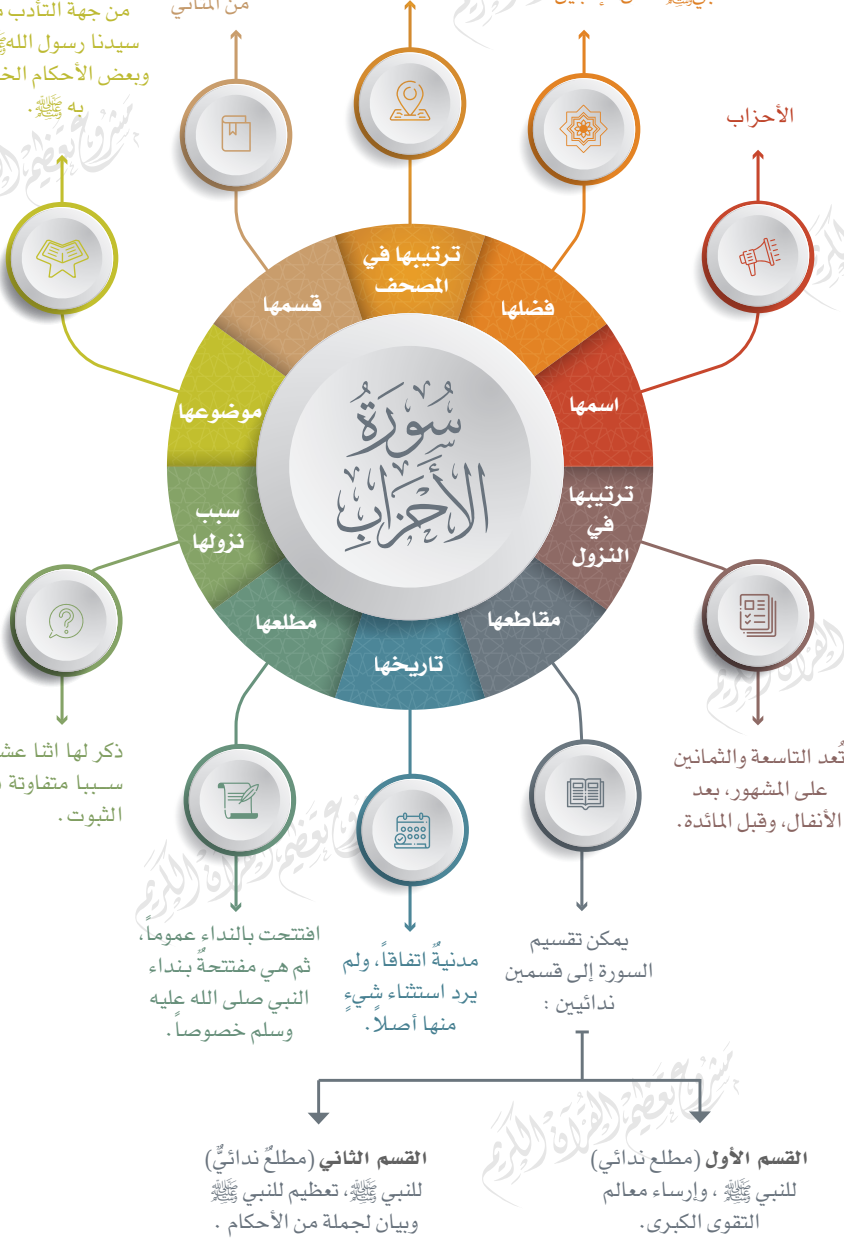 من جهة التأدب
سيدنا رسول الله ﷺ
وبعض الأحكام
به ﷺ.
من المثاني
الأحزاب
ترتيبها في
المصحف
فضلها
قسمها
اسمها
موضوعها
سُورَةُ
الأَحْزَابِ
ترتيبها
في
النزول
سبب
نزولها
مقاطعها
مطلعها
تاريخها
تُعد التاسعة والثمانين
على المشهور، بعد
الأنفال، وقبل المائدة.
ذكر لها اثنا
سببا متفاوتة
الثبوت.
يمكن تقسيم
السورة إلى قسمين
ندائيين :
مدنيةٌ اتفاقاً، ولم
يرد استثناء شيءٍ
منها أصلاً.
افتتحت بالنداء عموماً،
ثم هي مفتتحةٌ بنداء
النبي صلى الله عليه
وسلم خصوصاً.
القسم الأول (مطلع ندائي)
للنبي ﷺ ، وإرساء معالم
التقوى الكبرى.
القسم الثاني (مطلعٌ ندائيٌّ)
للنبي ﷺ، تعظيم للنبي ﷺ
وبيان لجملة من الأحكام .
مشروع تعظيم القرآن الكريم